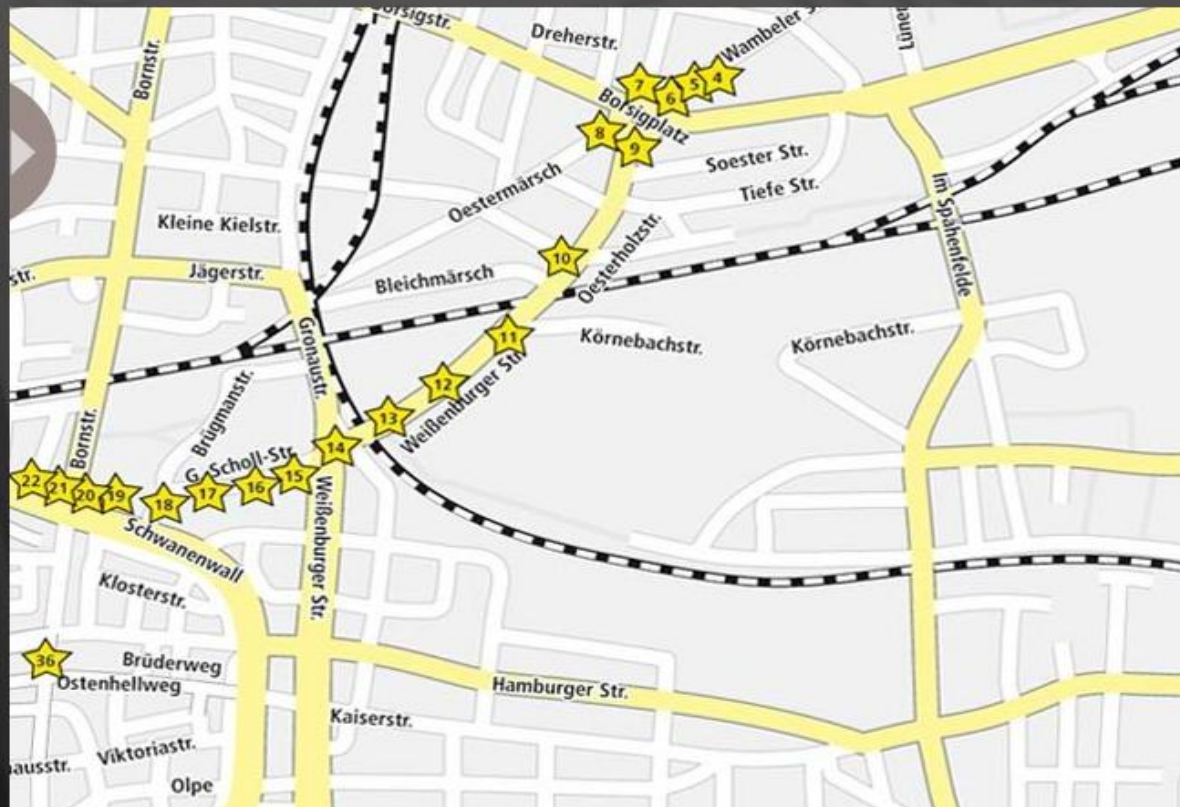 Borsigstr.
Dreherstr.
Wambeler S
Lüne
Bornstr.
7
6
5
4
Borsigplatz
8
9
Soester Str.
Tiefe Str.
Oestermärsch
Im Spähenfelde
Kleine Kielstr.
Oesterholzstr.
str.
Jägerstr.
Bleichmärsch
10
Gronaustr.
11
Körnebachstr.
Körnebachstr.
12
Weißenburger Str.
13
Brügmanstr.
Bornstr.
14
G.-Scholl-Str.
22
21
20
19
18
17
16
15
Weißenburger Str.
Schwanenwall
Klosterstr.
36
Brüderweg
Ostenhellweg
Hamburger Str.
Kaiserstr.
Viktoriastr.
hausstr.
Olpe